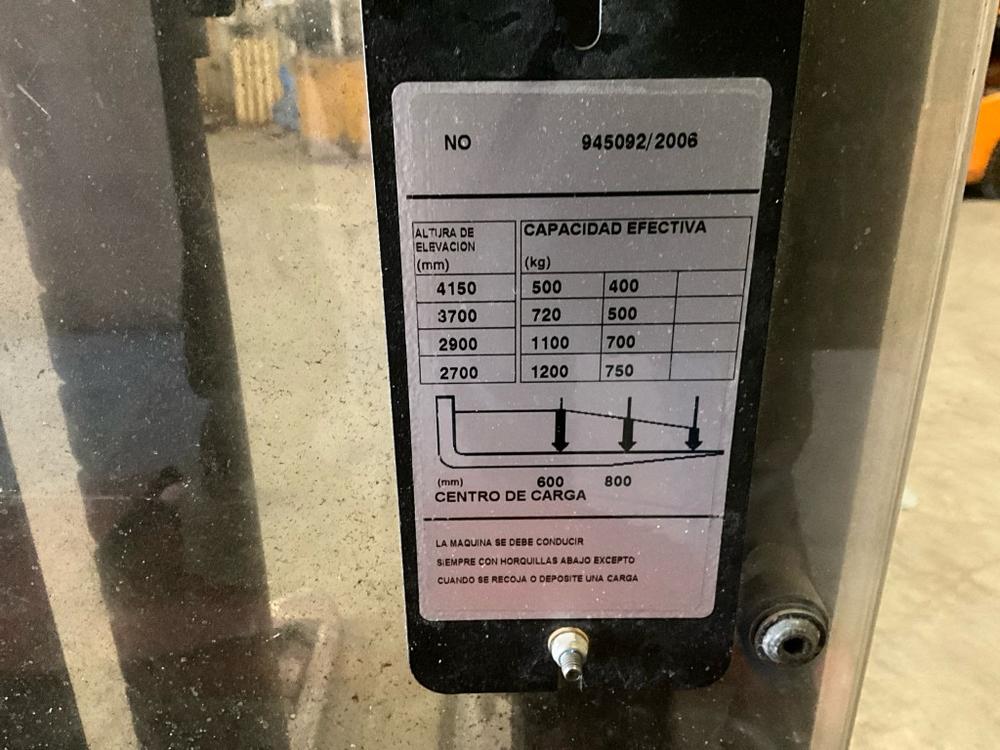 NO 945092/2006
ALTURA DE
ELEVACION
(mm)
CAPACIDAD EFECTIVA
(kg)
4150 500 400
3700 720 500
2900 1100 700
2700 1200 750
(mm) 600 800
CENTRO DE CARGA
LA MAQUINA SE DEBE CONDUCIR
SIEMPRE CON HORQUILLAS ABAJO EXCEPTO
CUANDO SE RECOJA O DEPOSITE UNA CARGA